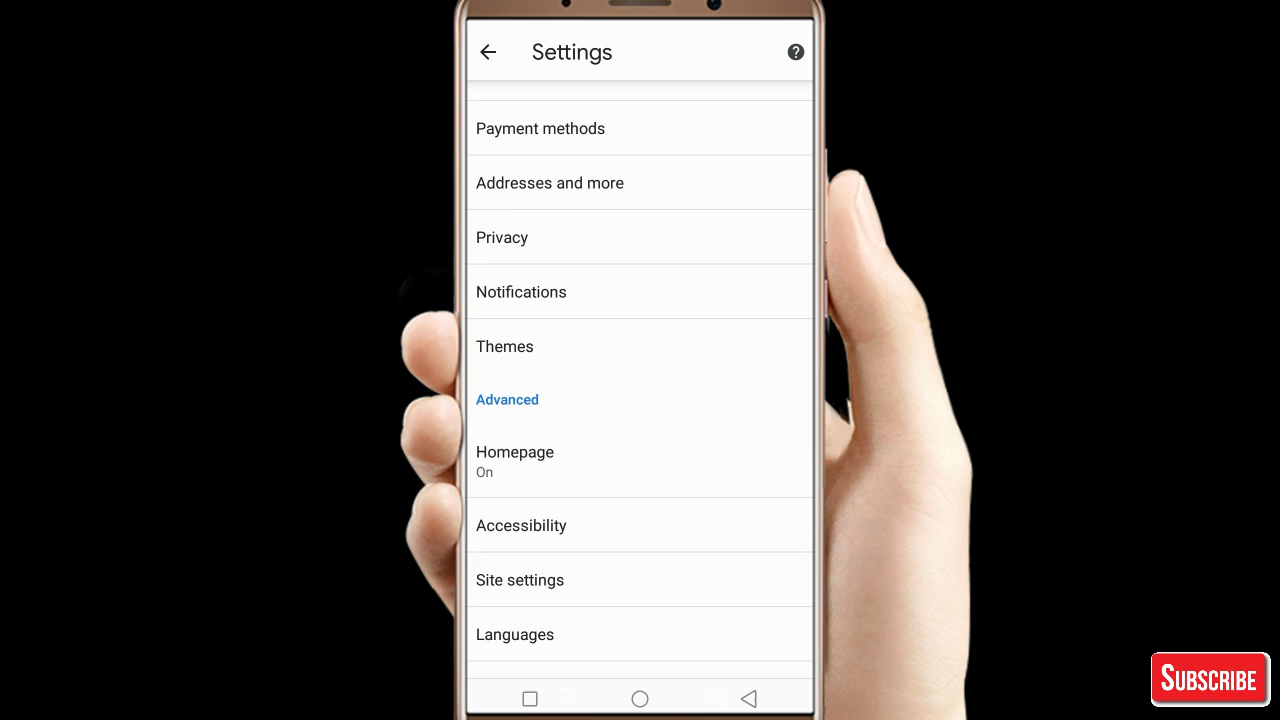 Settings
Payment methods
Addresses and more
Privacy
Notifications
Themes
Advanced
Homepage
On
Accessibility
Site settings
Languages
SUBSCRIBE